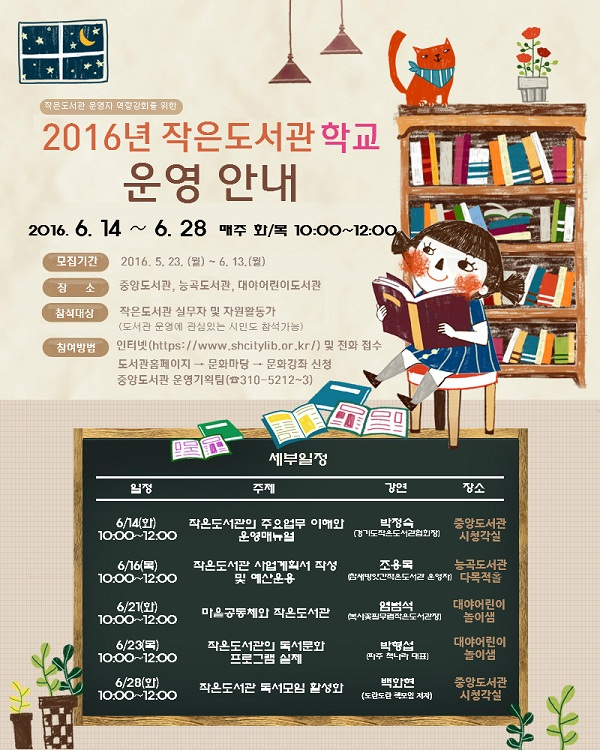 작은도서관 운영자 역량강화를 위한
2016년 작은도서관 학교
운영 안내
2016. 6. 14 ~ 6. 28 매주 화/목 10:00~12:00
모집기간 2016. 5. 23. (월) ~ 6. 13.(월)
장 소 중앙도서관, 능곡도서관, 대야어린이도서관
참석대상 작은도서관 실무자 및 자원활동가
(도서관 운영에 관심있는 시민도 참석가능)
참여방법 인터넷(https://www.shcitylib.or.kr/) 및 전화 접수
도서관홈페이지 → 문화마당 → 문화강좌 신청
중앙도서관 운영기획팀(☎310-5212~3)
세부일정
일정 주제 강연 장소
6/14(화) 작은도서관의 주요업무 이해와 박정숙 중앙도서관
10:00~12:00 운영매뉴얼 (경기도작은도서관협회장) 시청각실
6/16(목) 작은도서관 사업계획서 작성 조용목 능곡도서관
10:00~12:00 및 예산운용 (참새방앗간작은도서관 운영자) 다목적홀
6/21(화) 마을공동체와 작은도서관 염범석 대야어린이
10:00~12:00 놀이샘
6/23(목) 작은도서관의 독서문화 박형섭 대야어린이
10:00~12:00 프로그램 실제 (파주 책나라 대표) 놀이샘
6/28(화) 작은도서관 독서모임 활성화 백화현 중앙도서관
10:00~12:00 (도란도란 책모임 저자) 시청각실